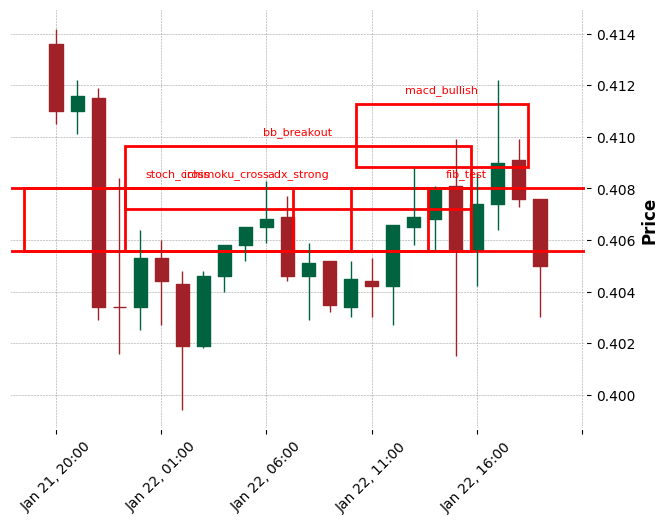 macd_bullish
bb_breakout
stoch_cross
ichimoku_cross
adx_strong
fib_test
0.414
0.412
0.410
0.408
0.406
0.404
0.402
0.400
Price
Jan 21, 20:00
Jan 22, 01:00
Jan 22, 06:00
Jan 22, 11:00
Jan 22, 16:00